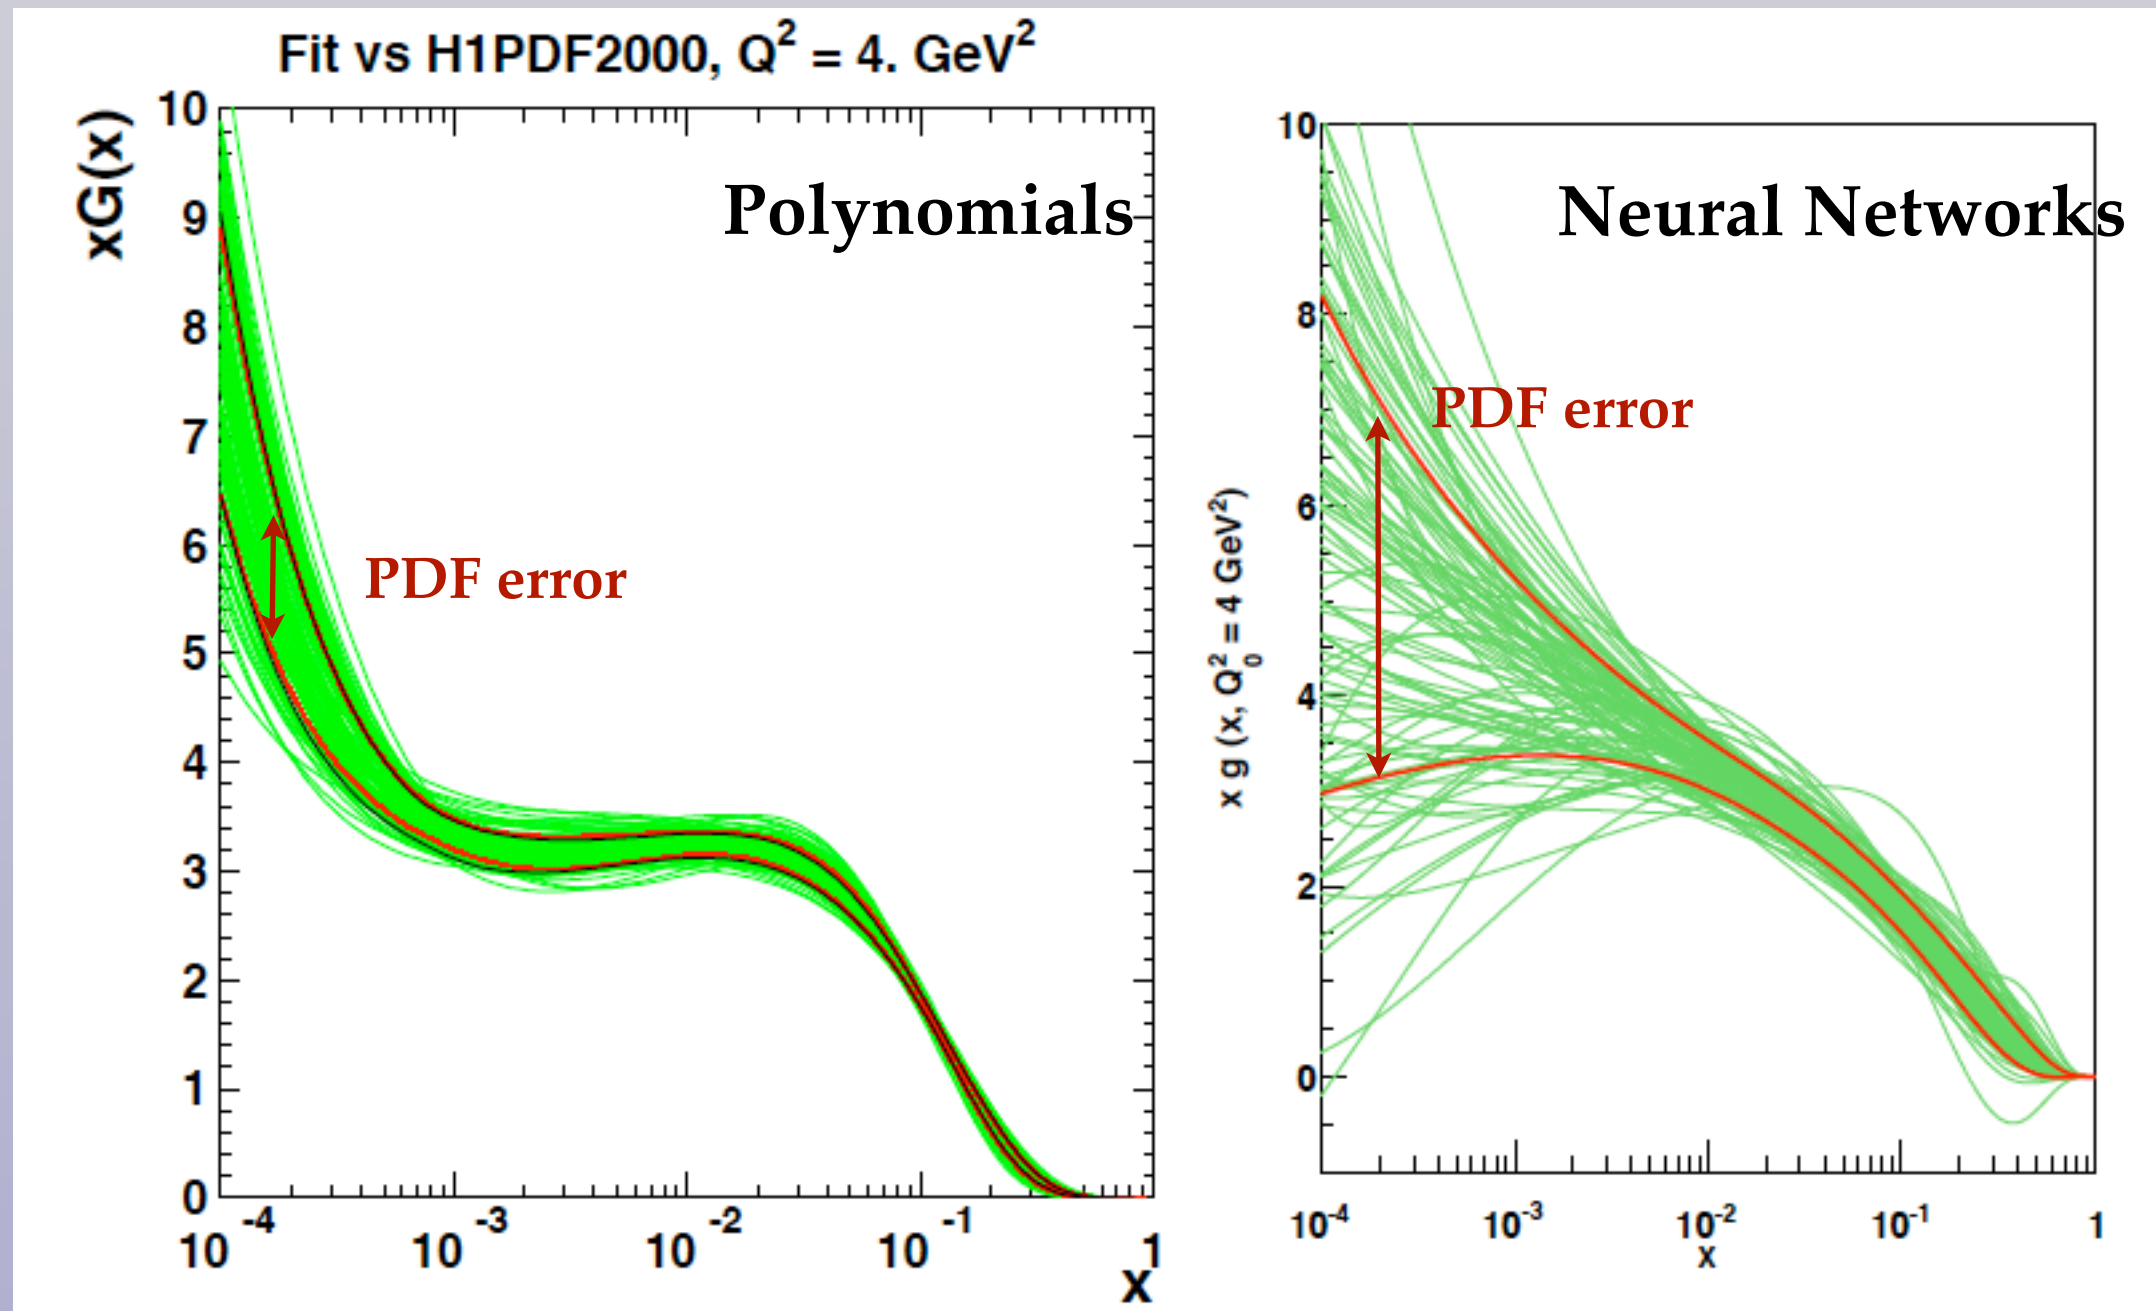 Fit vs H1PDF2000, Q² = 4. GeV²
xG(x)
10
9
8
7
6
5
4
3
2
1
0
Polynomials
PDF error
10⁻⁴ 10⁻³ 10⁻² 10⁻¹ 1
x
Neural Networks
PDF error
x g (x, Q₀² = 4 GeV²)
10
8
6
4
2
0
10⁻⁴ 10⁻³ 10⁻² 10⁻¹ 1
x